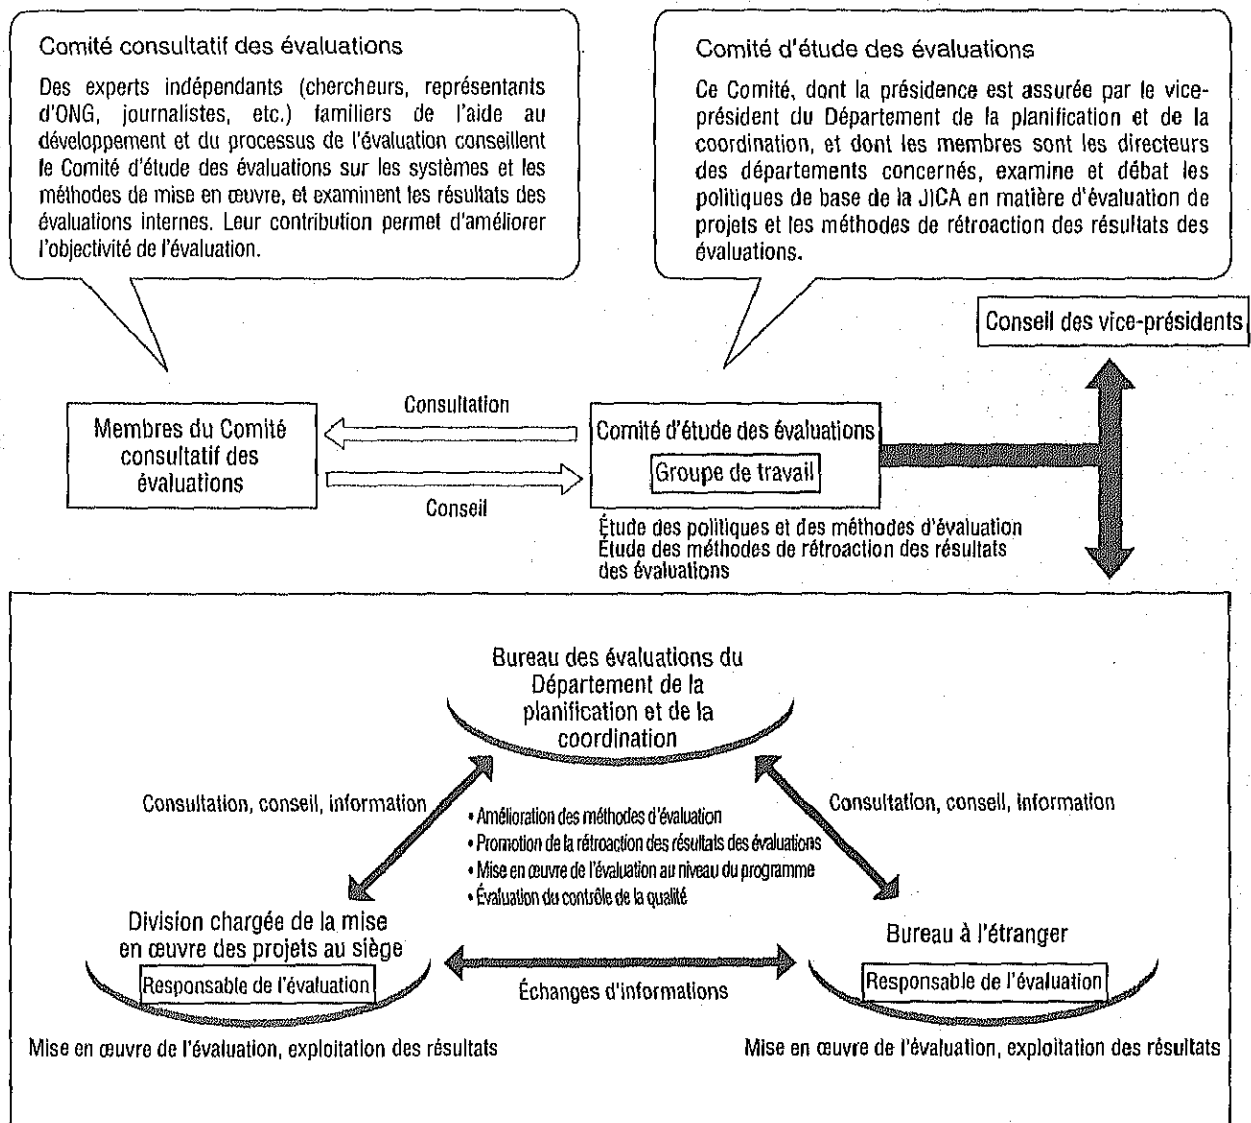 Comité consultatif des évaluations
Des experts indépendants (chercheurs, représentants
d'ONG, journalistes, etc.) familiers de l'aide au
développement et du processus de l'évaluation conseillent
le Comité d'étude des évaluations sur les systèmes et les
méthodes de mise en œuvre, et examinent les résultats des
évaluations internes. Leur contribution permet d'améliorer
l'objectivité de l'évaluation.
Comité d'étude des évaluations
Ce Comité, dont la présidence est assurée par le vice-
président du Département de la planification et de la
coordination, et dont les membres sont les directeurs
des départements concernés, examine et débat les
politiques de base de la JICA en matière d'évaluation de
projets et les méthodes de rétroaction des résultats des
évaluations.
Conseil des vice-présidents
Membres du Comité
consultatif des
évaluations
Consultation
Conseil
Comité d'étude des évaluations
Groupe de travail
Étude des politiques et des méthodes d'évaluation
Étude des méthodes de rétroaction des résultats
des évaluations
Bureau des évaluations du
Département de la
planification et de la
coordination
Consultation, conseil, information
Consultation, conseil, information
• Amélioration des méthodes d'évaluation
• Promotion de la rétroaction des résultats des évaluations
• Mise en œuvre de l'évaluation au niveau du programme
• Évaluation du contrôle de la qualité
Division chargée de la mise
en œuvre des projets au siège
Responsable de l'évaluation
Échanges d'informations
Bureau à l'étranger
Responsable de l'évaluation
Mise en œuvre de l'évaluation, exploitation des résultats
Mise en œuvre de l'évaluation, exploitation des résultats